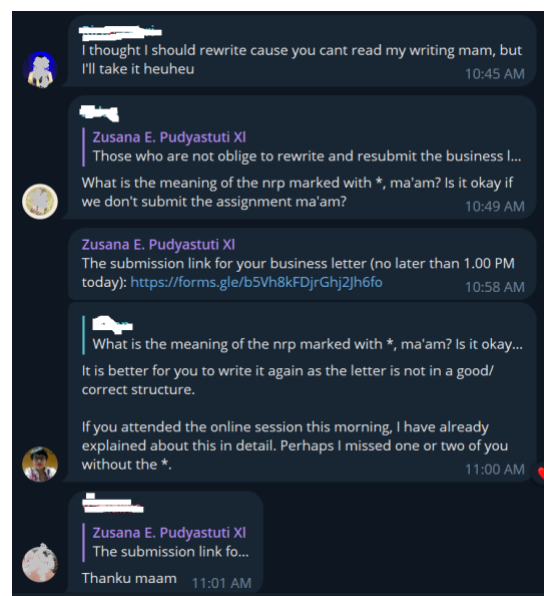 I thought I should rewrite cause you cant read my writing mam, but
I'll take it heuheu
10:45 AM
Zusana E. Pudyastuti Xl
Those who are not oblige to rewrite and resubmit the business l...
What is the meaning of the nrp marked with *, ma'am? Is it okay if
we don't submit the assignment ma'am?
10:49 AM
Zusana E. Pudyastuti Xl
The submission link for your business letter (no later than 1.00 PM
today): https://forms.gle/b5Vh8kFDjrGhj2Jh6fo
10:58 AM
What is the meaning of the nrp marked with *, ma'am? Is it okay...
It is better for you to write it again as the letter is not in a good/
correct structure.
If you attended the online session this morning, I have already
explained about this in detail. Perhaps I missed one or two of you
without the *.
11:00 AM
Zusana E. Pudyastuti Xl
The submission link fo...
Thanku maam
11:01 AM